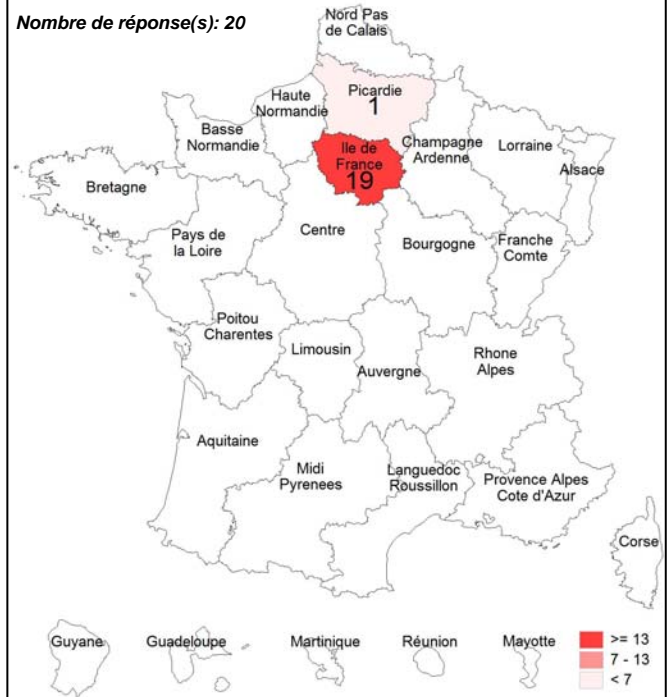 Nombre de réponse(s): 20
Nord Pas
de Calais
Picardie
1
Haute
Normandie
Basse
Normandie
Ile de
France
19
Champagne
Ardenne
Lorraine
Alsace
Bretagne
Pays de
la Loire
Centre
Bourgogne
Franche
Comte
Poitou
Charentes
Limousin
Auvergne
Rhone
Alpes
Aquitaine
Midi
Pyrenees
Languedoc
Roussillon
Provence Alpes
Cote d'Azur
Corse
Guyane
Guadeloupe
Martinique
Réunion
Mayotte
>= 13
7 - 13
< 7